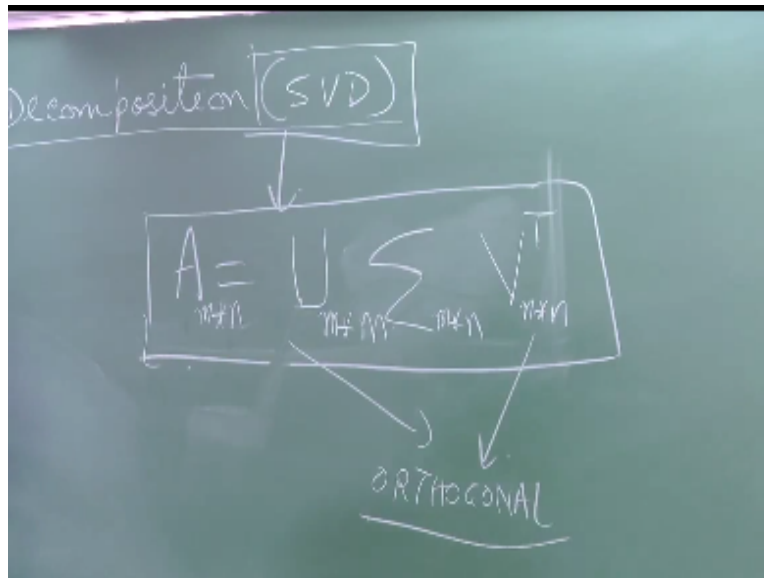 Decomposition (SVD)
A m×n = U m×m Σ m×n V^T n×n
ORTHOGONAL